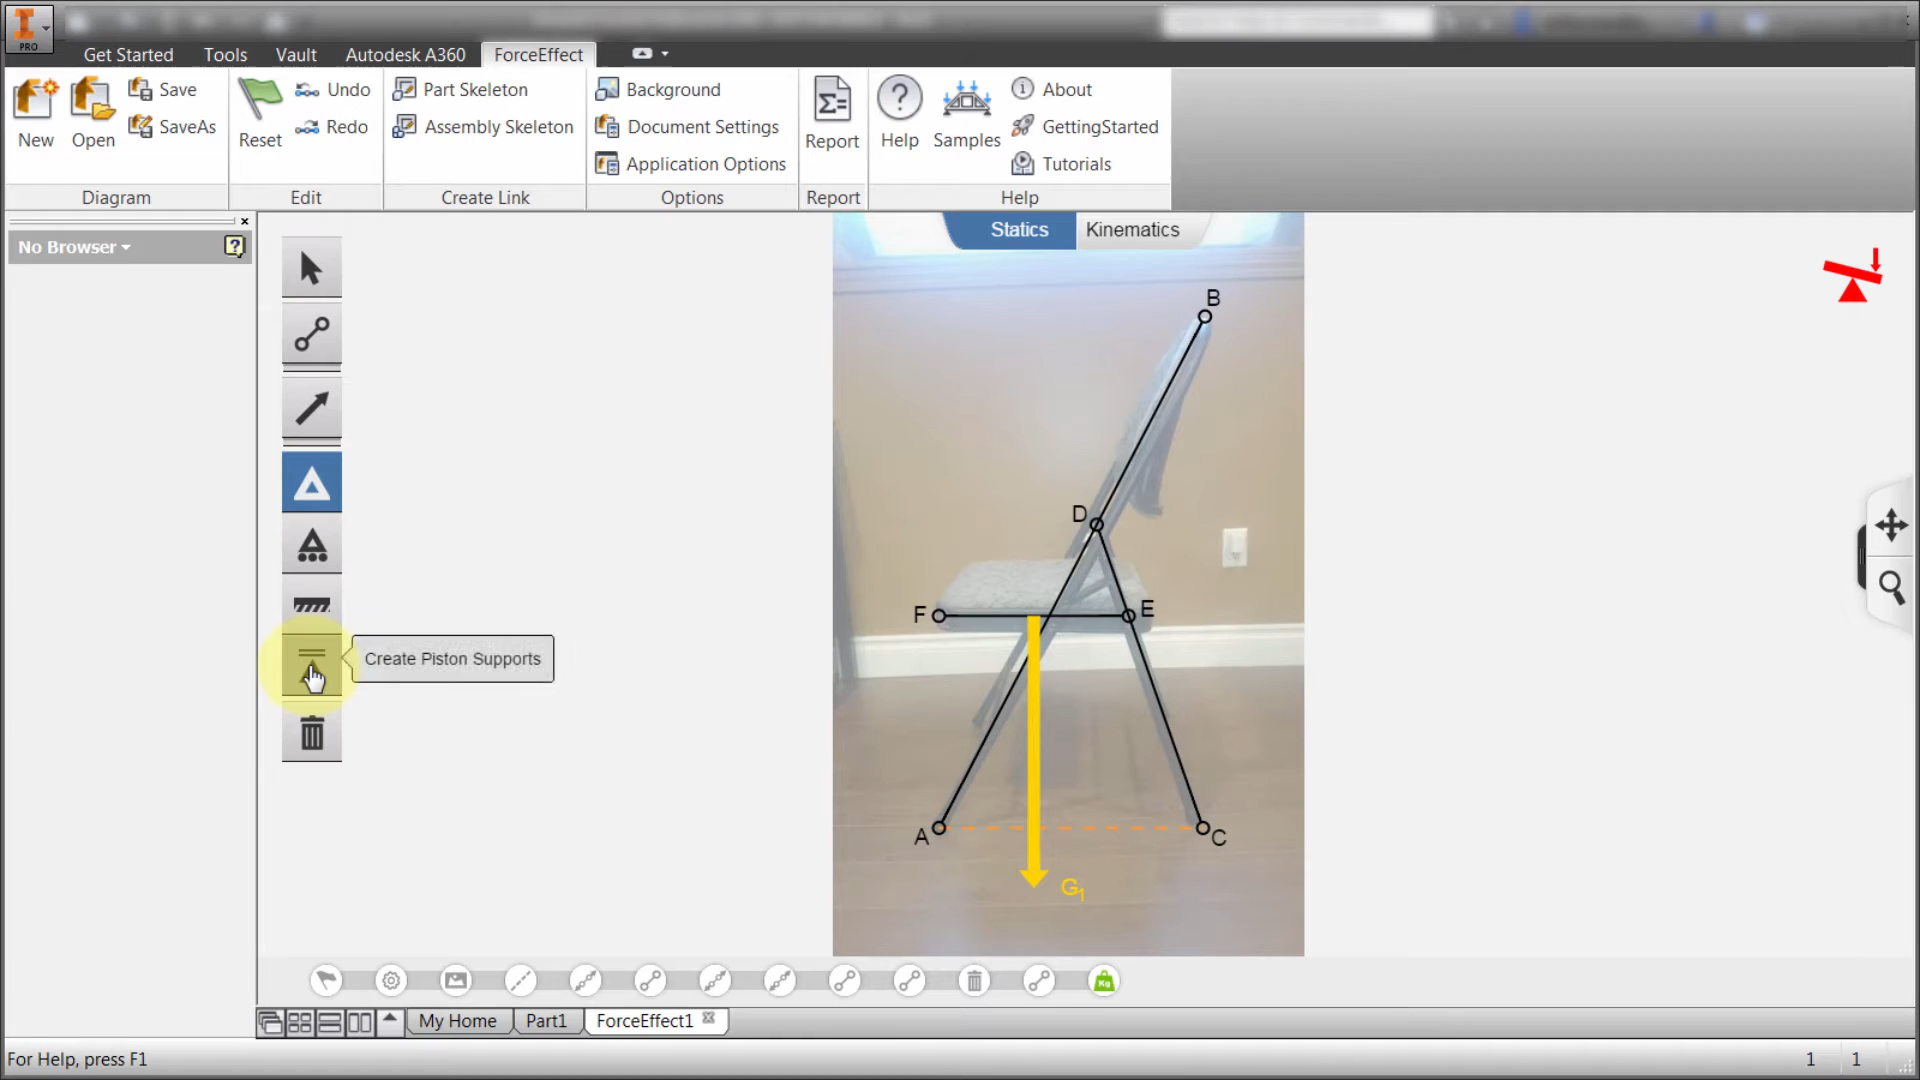 PRO
Get Started Tools Vault Autodesk A360 ForceEffect
New Open Save SaveAs
Reset Undo Redo
Part Skeleton
Assembly Skeleton
Background
Document Settings
Application Options
Report
Help Samples
About
GettingStarted
Tutorials
Diagram Edit Create Link Options Report Help
No Browser
Statics Kinematics
B
D
F
E
Create Piston Supports
Kg
A
C
G1
My Home Part1 ForceEffect1
For Help, press F1
1 1